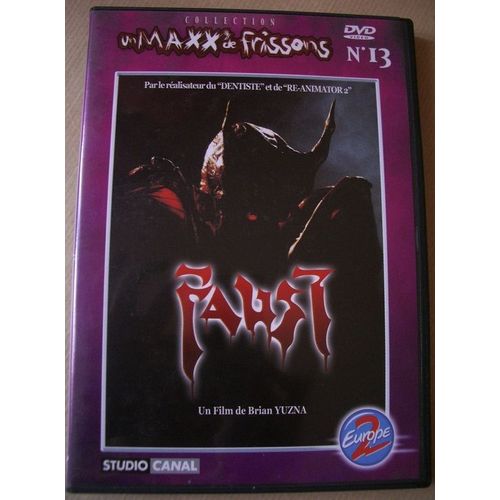 COLLECTION
un MAXX de frissons
DVD
VIDEO
N°13
Par le réalisateur du "DENTISTE" et de "RE-ANIMATOR 2"
FAUST
Un Film de Brian YUZNA
STUDIO CANAL
Europe 2